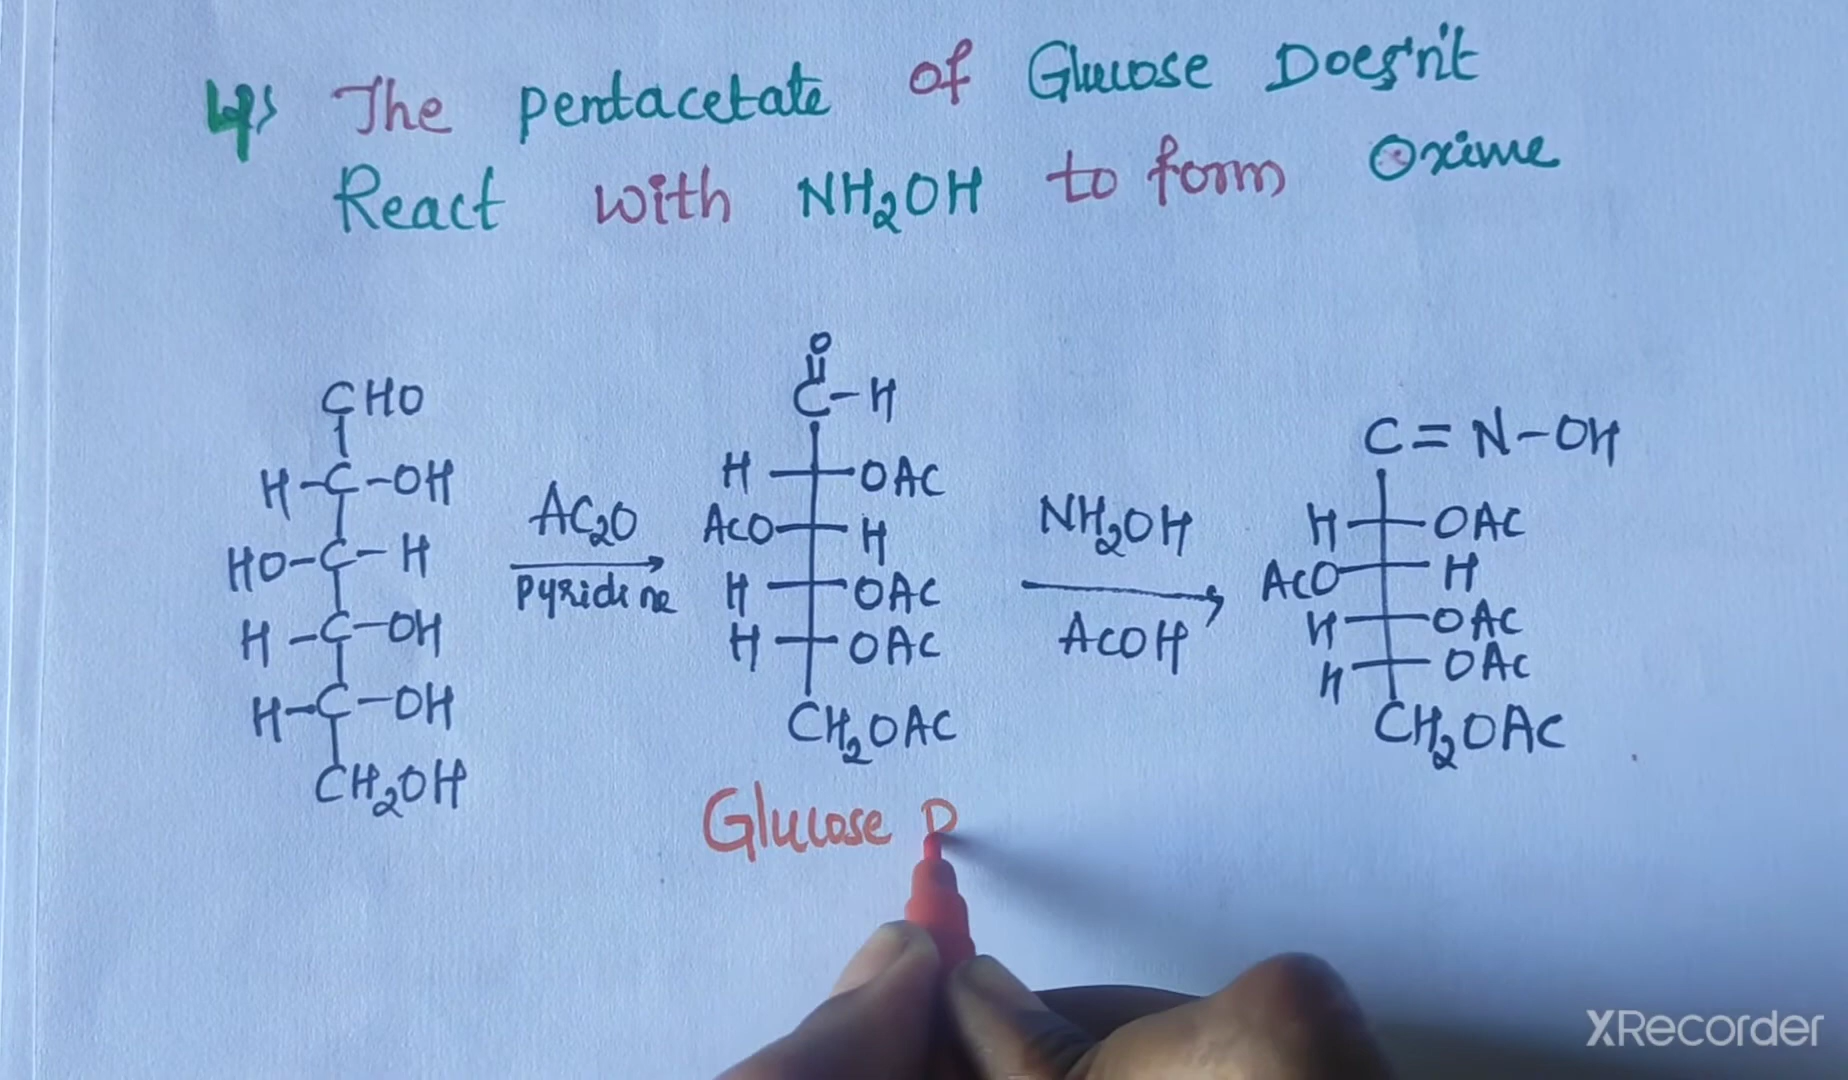 4) The pentacetate of Glucose Doesn't
React with NH2OH to form Oxime
CHO
H-C-OH
HO-C-H
H-C-OH
H-C-OH
CH2OH
AC2O
pyridine
O
C-H
H OAC
ACO H
H OAC
H OAC
CH2OAC
Glucose P
NH2OH
ACOH
C=N-OH
H OAC
ACO H
H OAC
H OAC
CH2OAC
XRecorder